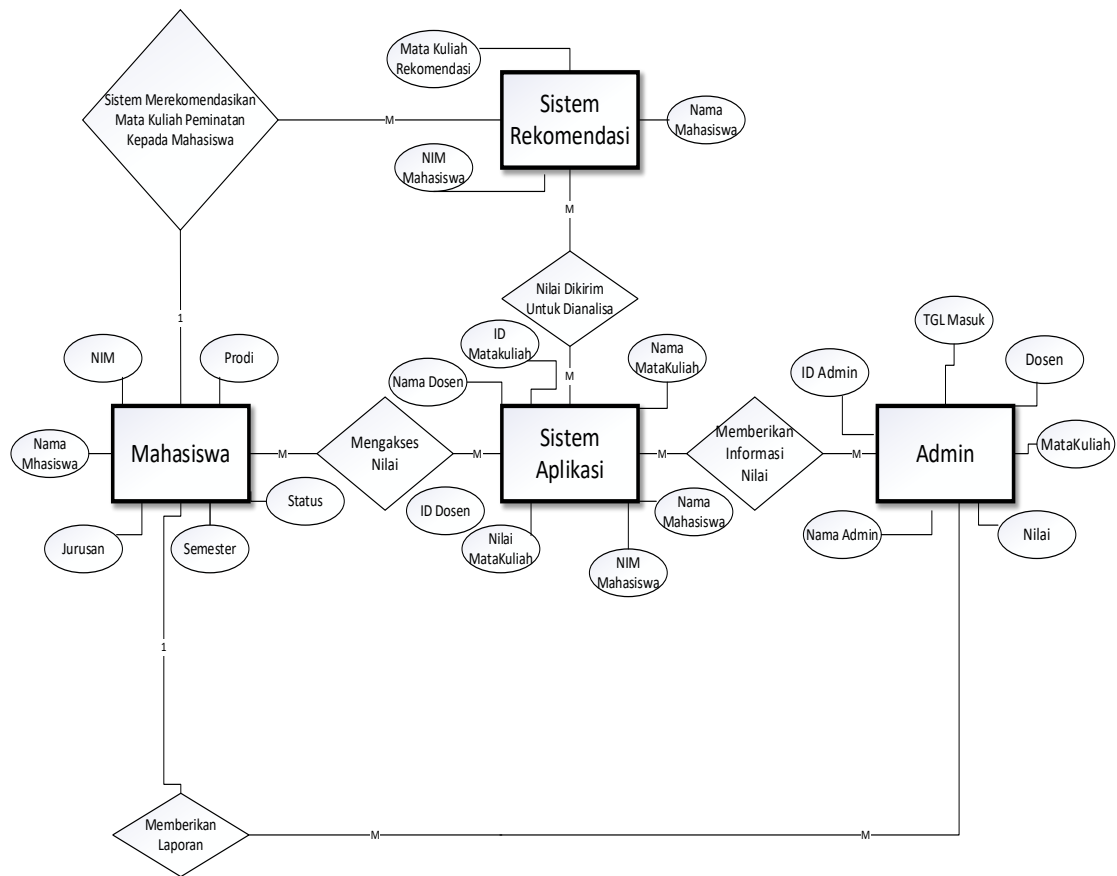 Mata Kuliah
Rekomendasi
Sistem Merekomendasikan
Mata Kuliah Peminatan
Kepada Mahasiswa
M
Sistem
Rekomendasi
Nama
Mahasiswa
NIM
Mahasiswa
M
Nilai Dikirim
Untuk Dianalisa
1
M
NIM
Prodi
ID
Matakuliah
Nama
MataKuliah
TGL Masuk
ID Admin
Dosen
Nama Dosen
Nama
Mhasiswa
Mahasiswa
M
Mengakses
Nilai
M
Sistem
Aplikasi
M
Memberikan
Informasi
Nilai
M
Admin
MataKuliah
Status
ID Dosen
Nama
Mahasiswa
Jurusan
Semester
Nilai
MataKuliah
NIM
Mahasiswa
Nama Admin
Nilai
1
Memberikan
Laporan
M
M